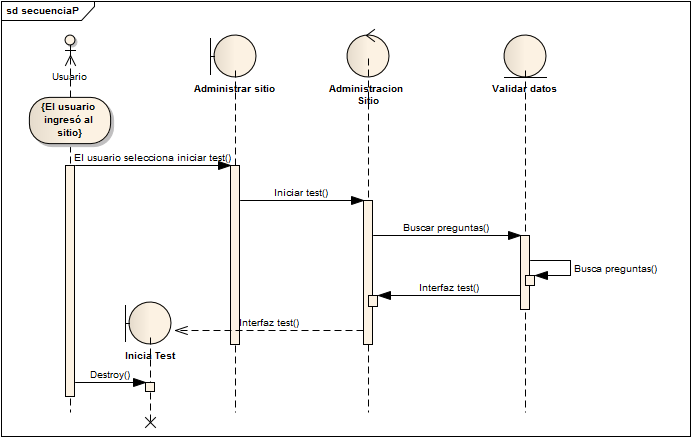 sd secuenciaP
Usuario
Administrar sitio
Administracion
Sitio
Validar datos
{El usuario
ingresó al
sitio}
El usuario selecciona iniciar test()
Iniciar test()
Buscar preguntas()
Busca preguntas()
Interfaz test()
Interfaz test()
Inicia Test
Destroy()